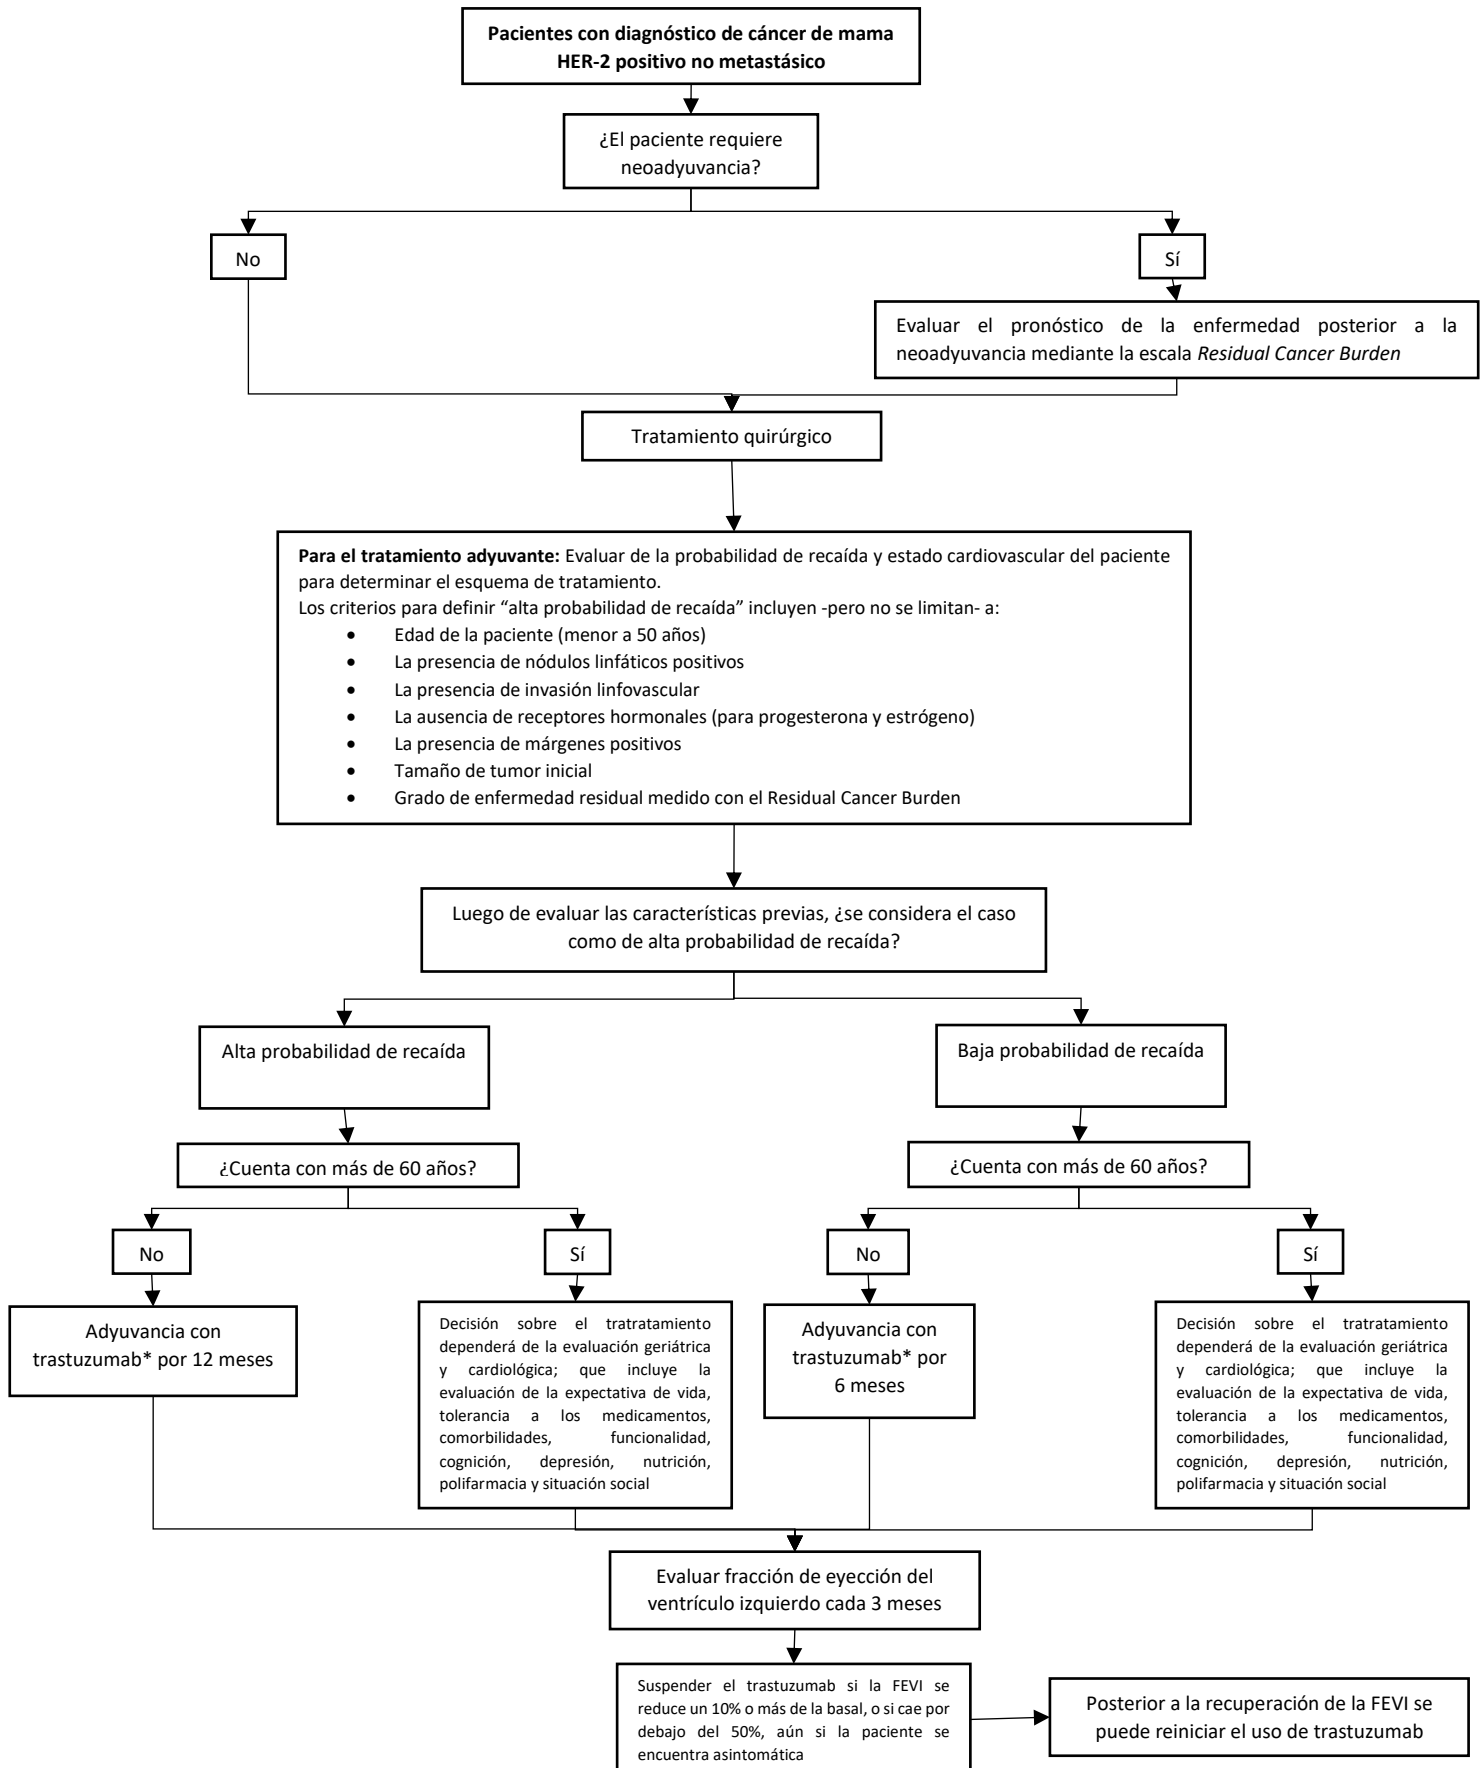 Pacientes con diagnóstico de cáncer de mama
HER-2 positivo no metastásico
¿El paciente requiere
neoadyuvancia?
No
Sí
Evaluar el pronóstico de la enfermedad posterior a la
neoadyuvancia mediante la escala Residual Cancer Burden
Tratamiento quirúrgico
Para el tratamiento adyuvante: Evaluar de la probabilidad de recaída y estado cardiovascular del paciente
para determinar el esquema de tratamiento.
Los criterios para definir “alta probabilidad de recaída” incluyen -pero no se limitan- a:
• Edad de la paciente (menor a 50 años)
• La presencia de nódulos linfáticos positivos
• La presencia de invasión linfovascular
• La ausencia de receptores hormonales (para progesterona y estrógeno)
• La presencia de márgenes positivos
• Tamaño de tumor inicial
• Grado de enfermedad residual medido con el Residual Cancer Burden
Luego de evaluar las características previas, ¿se considera el caso
como de alta probabilidad de recaída?
Alta probabilidad de recaída
Baja probabilidad de recaída
¿Cuenta con más de 60 años?
¿Cuenta con más de 60 años?
No
Sí
No
Sí
Adyuvancia con
trastuzumab* por 12 meses
Decisión sobre el tratratamiento
dependerá de la evaluación geriátrica
y cardiológica; que incluye la
evaluación de la expectativa de vida,
tolerancia a los medicamentos,
comorbilidades, funcionalidad,
cognición, depresión, nutrición,
polifarmacia y situación social
Adyuvancia con
trastuzumab* por
6 meses
Decisión sobre el tratratamiento
dependerá de la evaluación geriátrica
y cardiológica; que incluye la
evaluación de la expectativa de vida,
tolerancia a los medicamentos,
comorbilidades, funcionalidad,
cognición, depresión, nutrición,
polifarmacia y situación social
Evaluar fracción de eyección del
ventrículo izquierdo cada 3 meses
Suspender el trastuzumab si la FEVI se
reduce un 10% o más de la basal, o si cae por
debajo del 50%, aún si la paciente se
encuentra asintomática
Posterior a la recuperación de la FEVI se
puede reiniciar el uso de trastuzumab